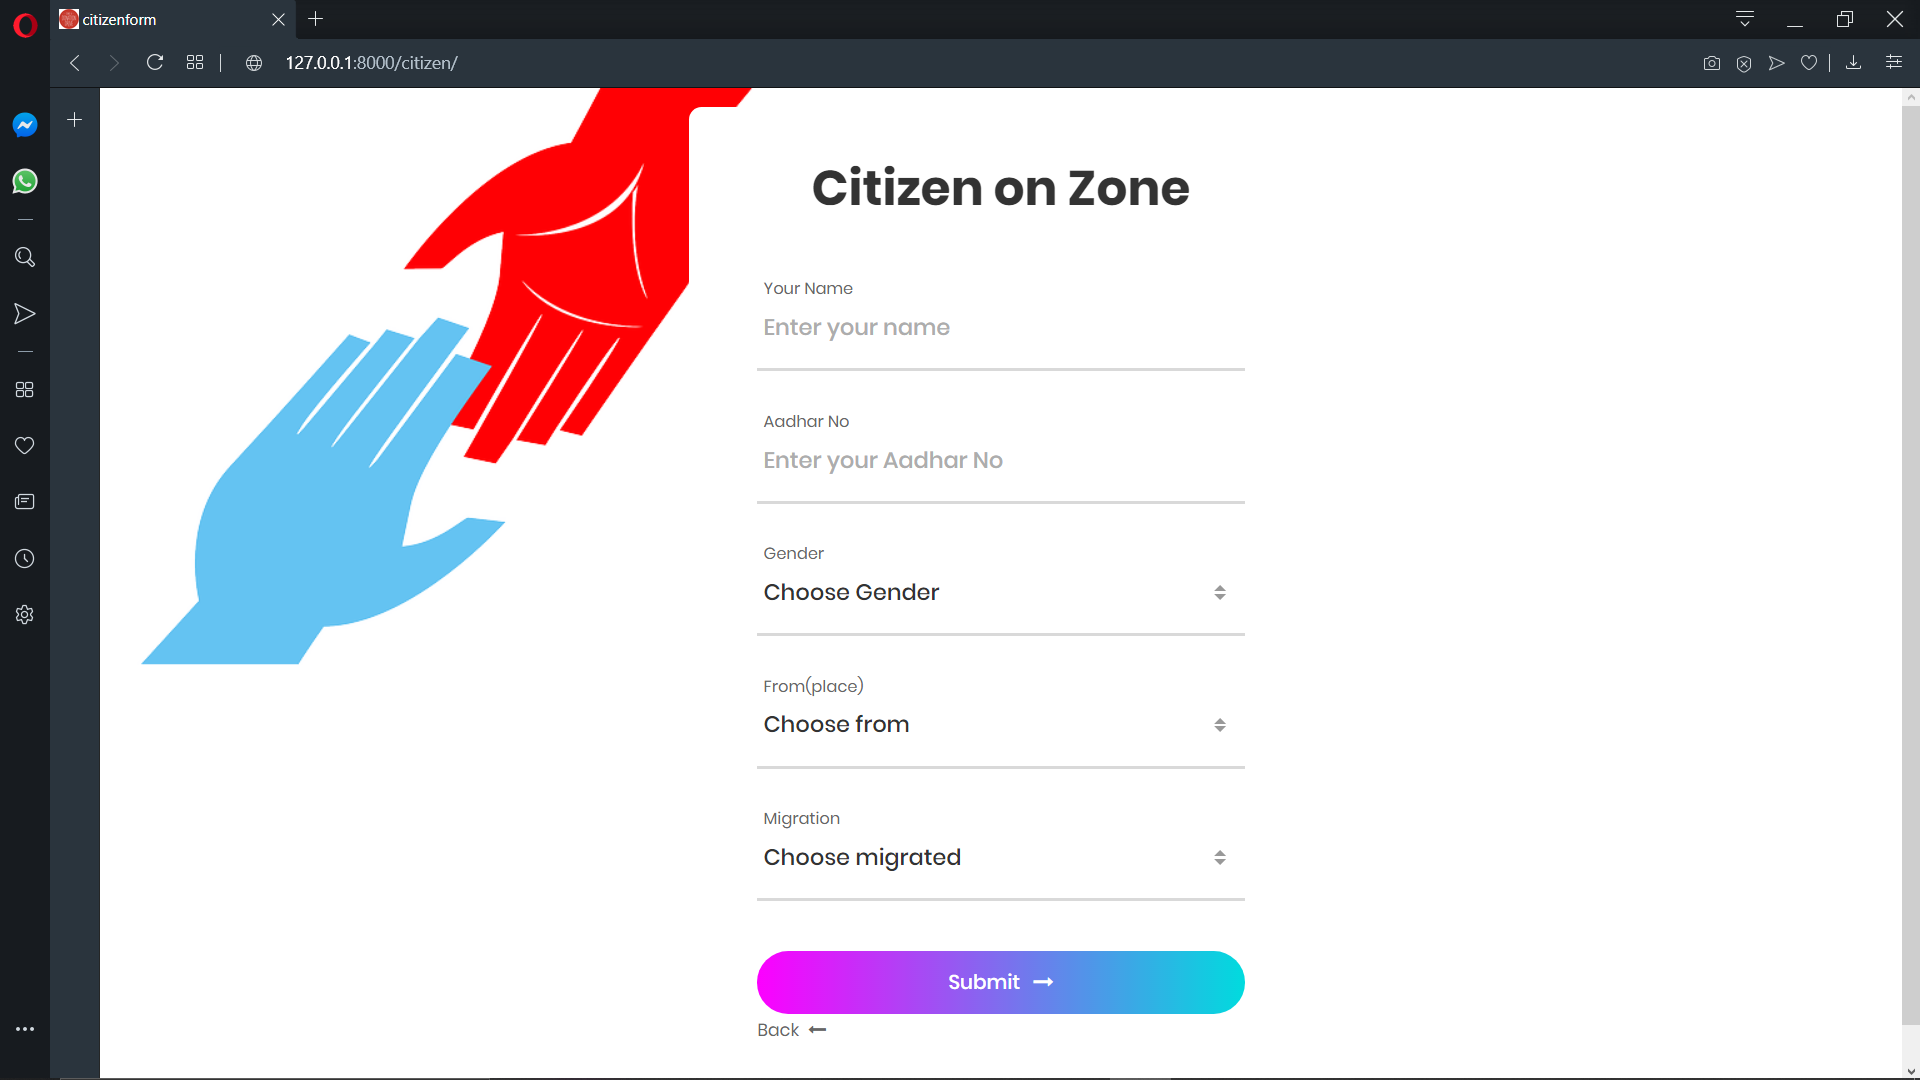 citizenform
127.0.0.1:8000/citizen/
Citizen on Zone
Your Name
Enter your name
Aadhar No
Enter your Aadhar No
Gender
Choose Gender
From(place)
Choose from
Migration
Choose migrated
Submit
Back